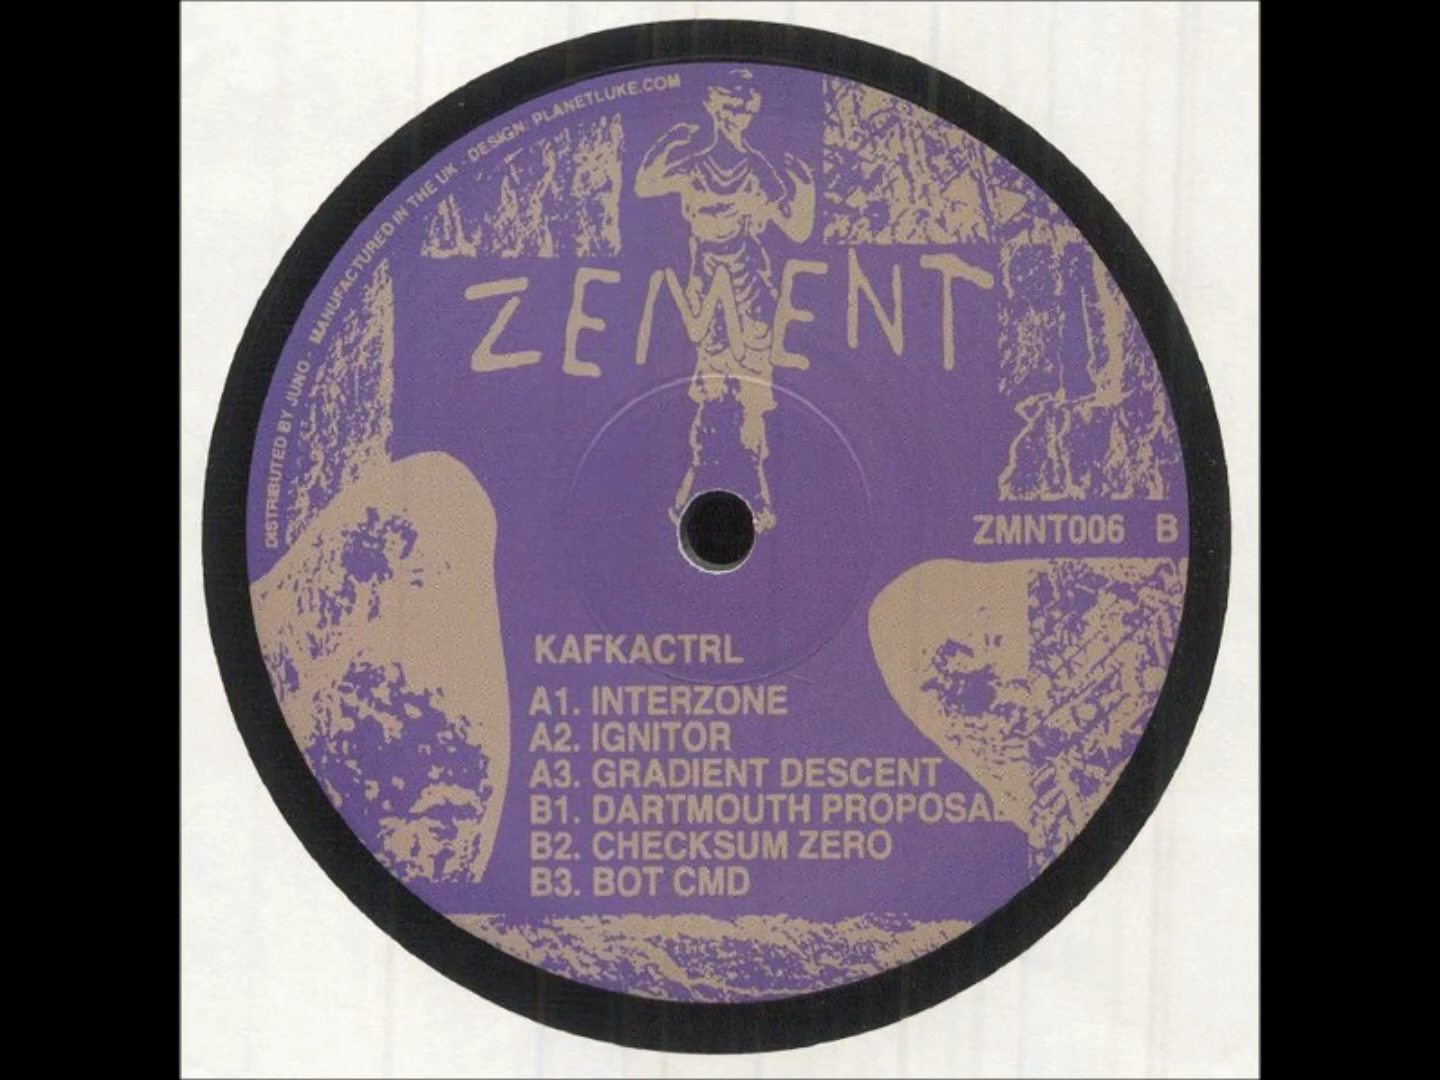 DISTRIBUTED BY JUNO · MANUFACTURED IN THE UK · DESIGN: PLANETLUKE.COM
ZEMENT
ZMNT006 B
KAFKACTRL
A1. INTERZONE
A2. IGNITOR
A3. GRADIENT DESCENT
B1. DARTMOUTH PROPOSAL
B2. CHECKSUM ZERO
B3. BOT CMD